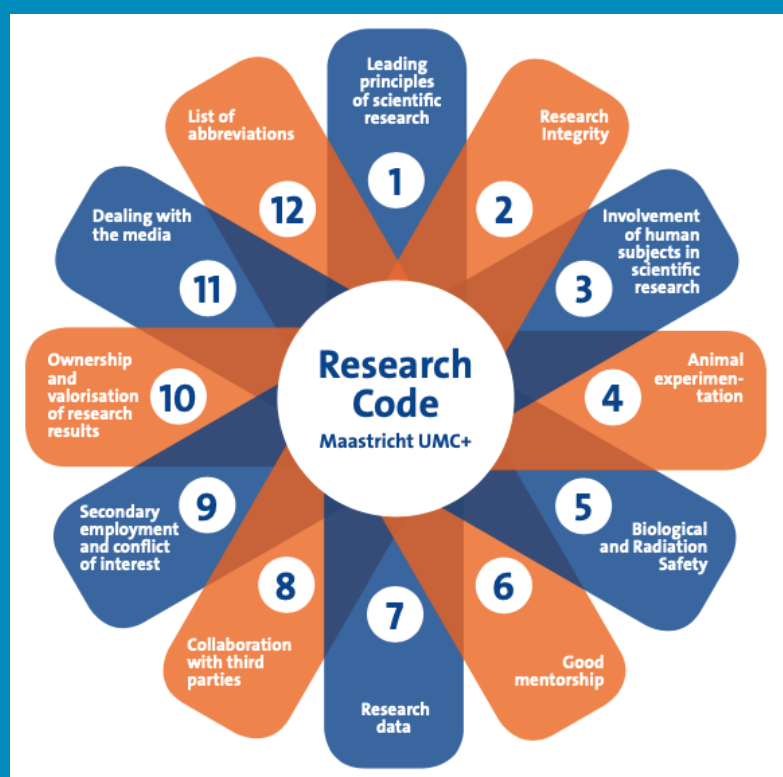 Leading
principles
of scientific
research
1
Research
Integrity
2
Involvement
of human
subjects in
scientific
research
3
Animal
experimen-
tation
4
Biological
and Radiation
Safety
5
Good
mentorship
6
Research
data
7
Collaboration
with third
parties
8
Secondary
employment
and conflict
of interest
9
Ownership
and
valorisation
of research
results
10
Dealing with
the media
11
List of
abbreviations
12
Research
Code
Maastricht UMC+